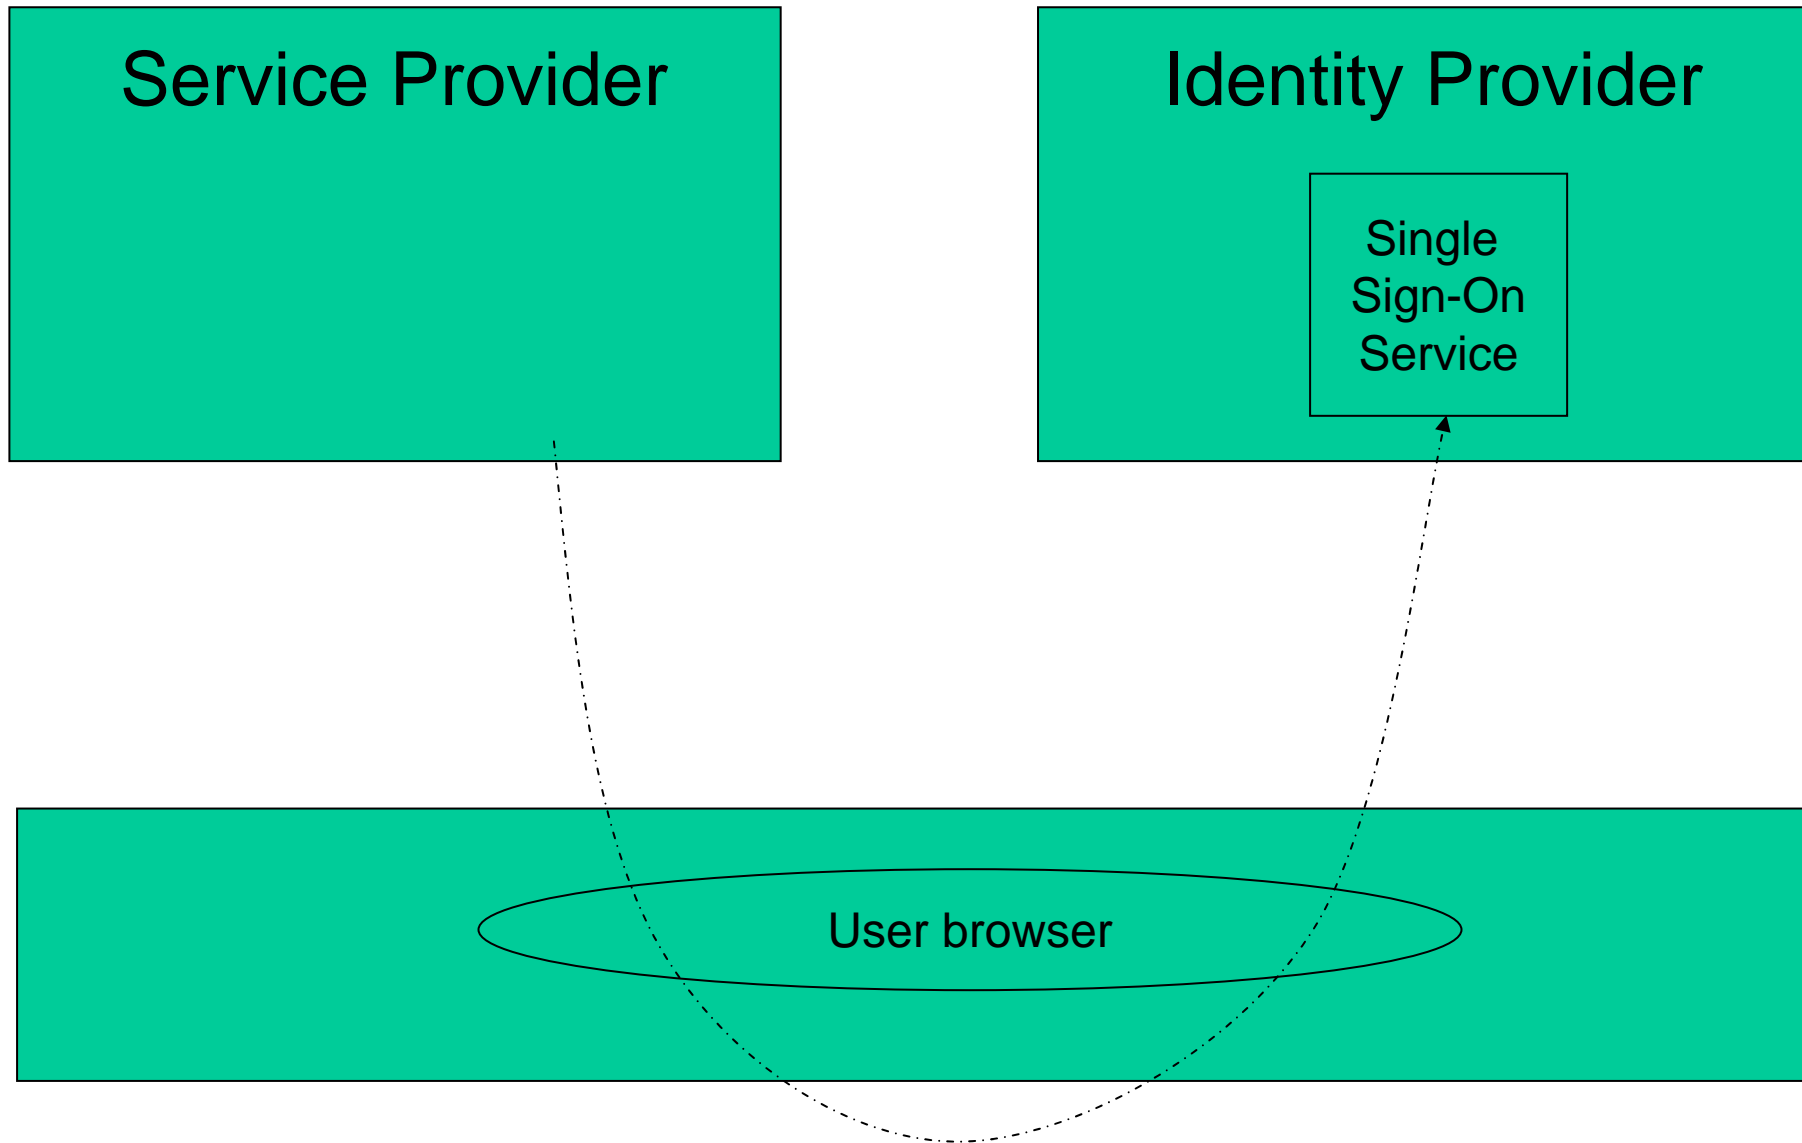 Service Provider
Identity Provider
Single
Sign-On
Service
User browser